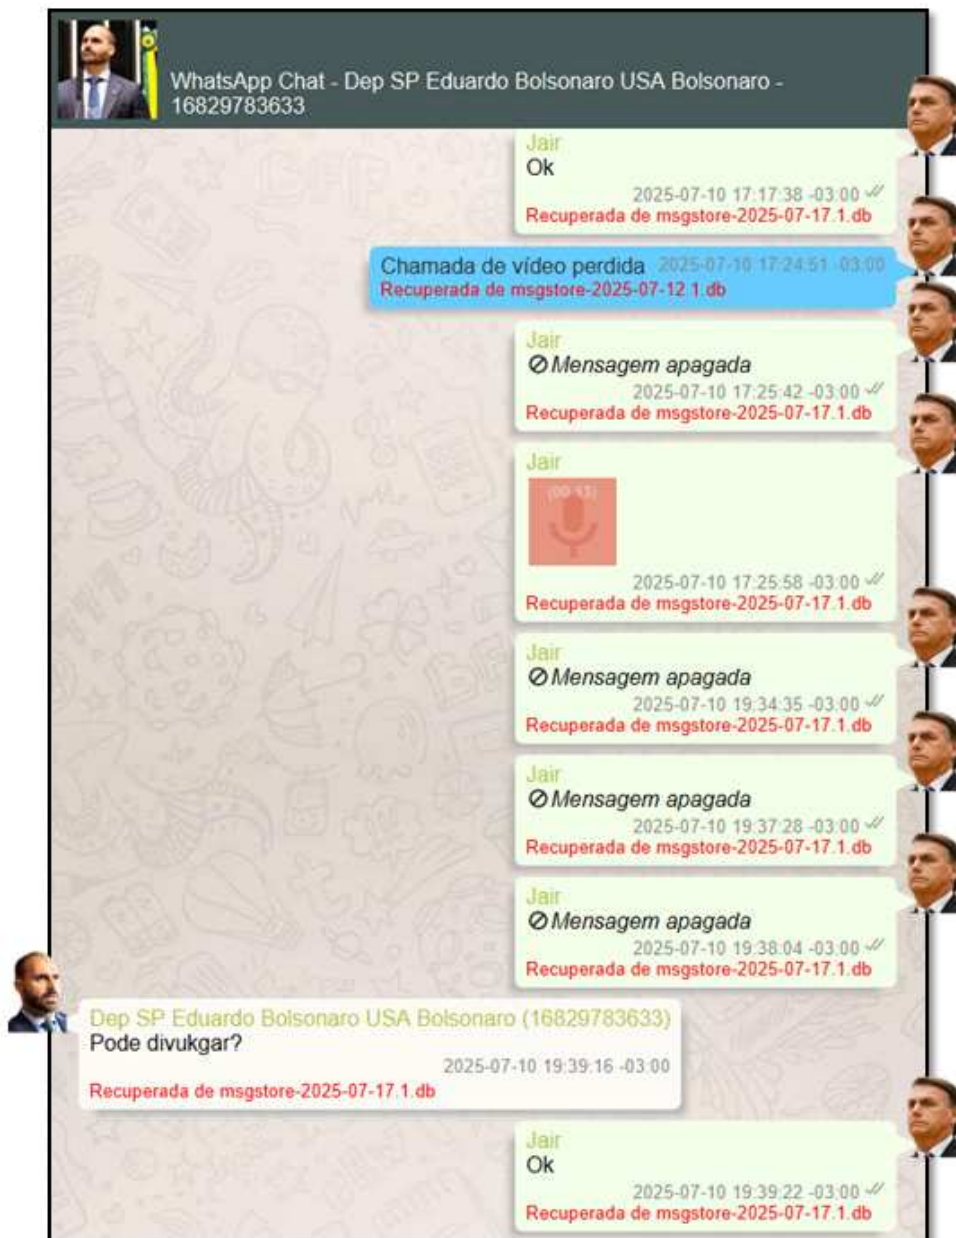 WhatsApp Chat - Dep SP Eduardo Bolsonaro USA Bolsonaro -
16829783633
Jair
Ok
2025-07-10 17:17:38 -03:00
Recuperada de msgstore-2025-07-17.1.db
Chamada de vídeo perdida 2025-07-10 17:24:51 -03:00
Recuperada de msgstore-2025-07-12 1.db
Jair
Mensagem apagada
2025-07-10 17:25:42 -03:00
Recuperada de msgstore-2025-07-17.1.db
Jair
(00:13)
2025-07-10 17:25:58 -03:00
Recuperada de msgstore-2025-07-17.1.db
Jair
Mensagem apagada
2025-07-10 19:34:35 -03:00
Recuperada de msgstore-2025-07-17.1.db
Jair
Mensagem apagada
2025-07-10 19:37:28 -03:00
Recuperada de msgstore-2025-07-17.1.db
Jair
Mensagem apagada
2025-07-10 19:38:04 -03:00
Recuperada de msgstore-2025-07-17.1.db
Dep SP Eduardo Bolsonaro USA Bolsonaro (16829783633)
Pode divukgar?
2025-07-10 19:39:16 -03:00
Recuperada de msgstore-2025-07-17.1.db
Jair
Ok
2025-07-10 19:39:22 -03:00
Recuperada de msgstore-2025-07-17.1.db